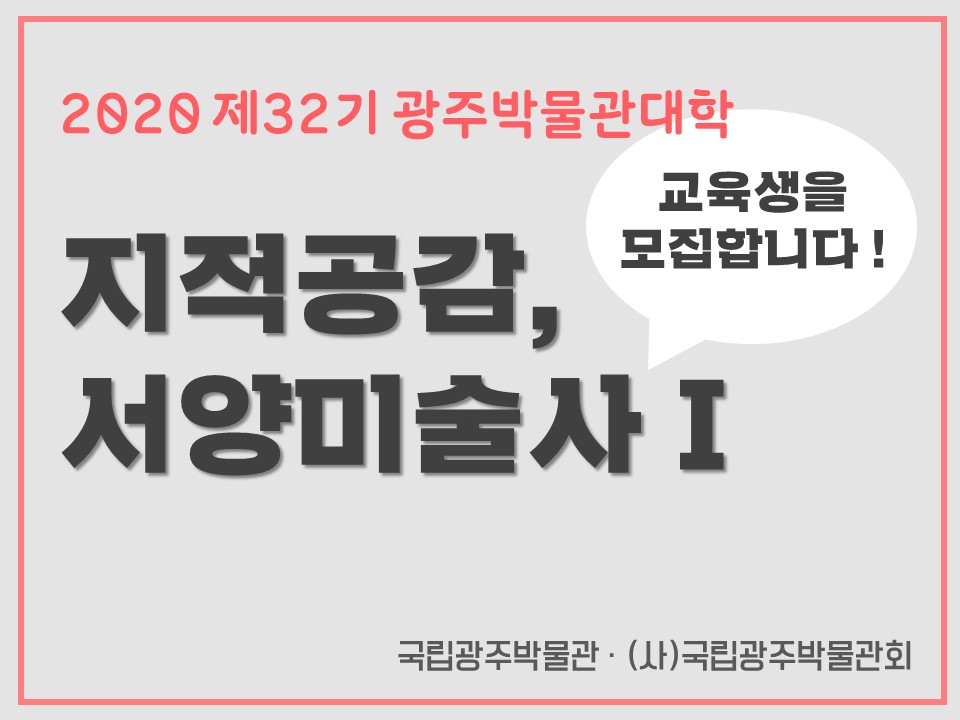 2020 제32기 광주박물관대학
교육생을
모집합니다!
지적공감,
서양미술사 I
국립광주박물관 · (사)국립광주박물관회